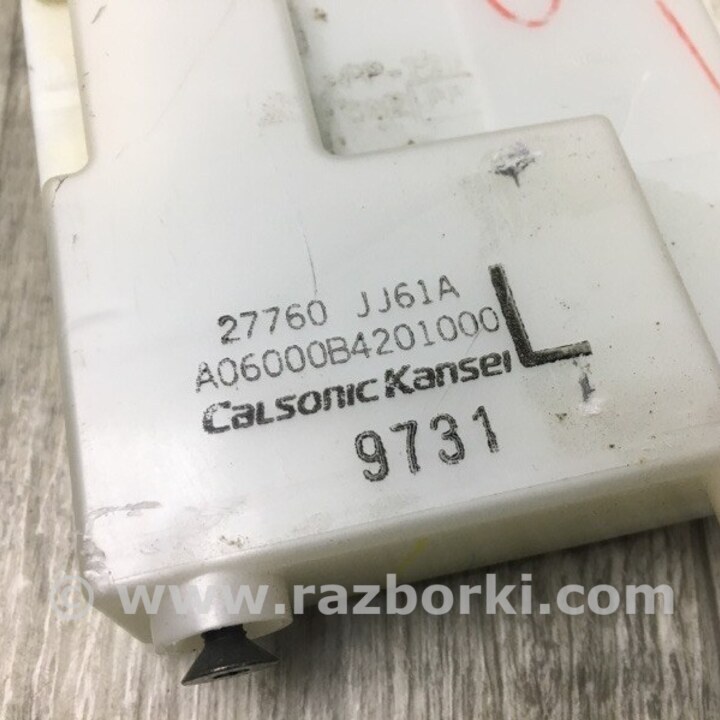 27760 JJ61A
A06000B4201000
L
CALSONIC KANSEI
9731
© www.razborki.com